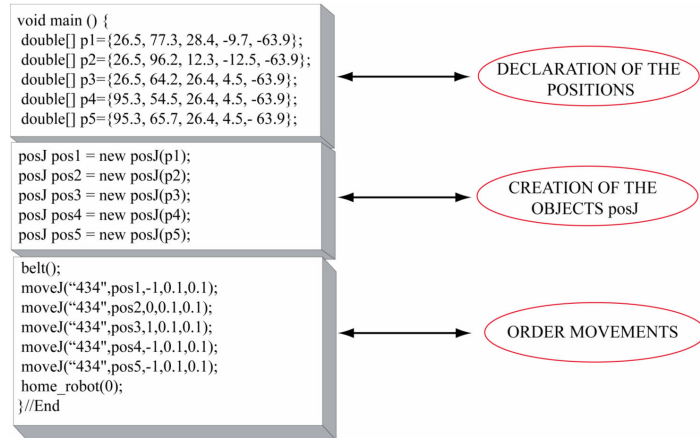 void main () {
double[] p1={26.5, 77.3, 28.4, -9.7, -63.9};
double[] p2={26.5, 96.2, 12.3, -12.5, -63.9};
double[] p3={26.5, 64.2, 26.4, 4.5, -63.9};
double[] p4={95.3, 54.5, 26.4, 4.5, -63.9};
double[] p5={95.3, 65.7, 26.4, 4.5,- 63.9};
DECLARATION OF THE
POSITIONS
posJ pos1 = new posJ(p1);
posJ pos2 = new posJ(p2);
posJ pos3 = new posJ(p3);
posJ pos4 = new posJ(p4);
posJ pos5 = new posJ(p5);
CREATION OF THE
OBJECTS posJ
belt();
moveJ(“434",pos1,-1,0.1,0.1);
moveJ(“434",pos2,0,0.1,0.1);
moveJ(“434",pos3,1,0.1,0.1);
moveJ(“434",pos4,-1,0.1,0.1);
moveJ(“434",pos5,-1,0.1,0.1);
home_robot(0);
}//End
ORDER MOVEMENTS